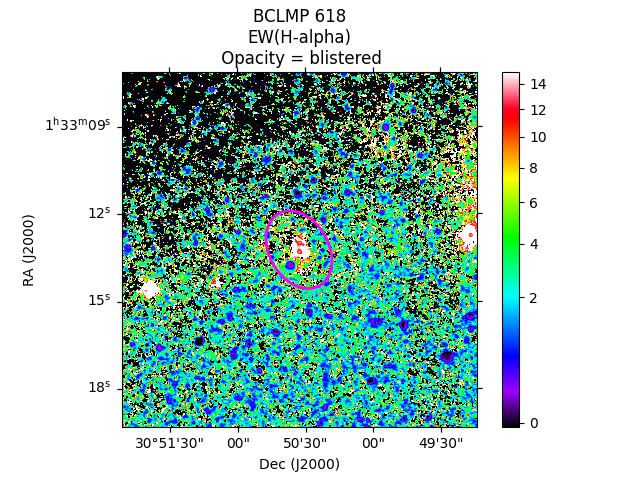 BCLMP 618
EW(H-alpha)
Opacity = blistered
1ʰ33ᵐ09ˢ
12ˢ
15ˢ
18ˢ
RA (J2000)
30°51'30" 00" 50'30" 00" 49'30"
Dec (J2000)
14
12
10
8
6
4
2
0